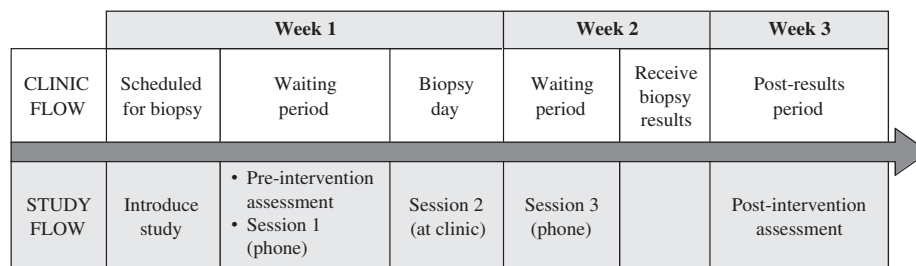 Week 1 Week 2 Week 3
CLINIC
FLOW
Scheduled
for biopsy
Waiting
period
Biopsy
day
Waiting
period
Receive
biopsy
results
Post-results
period
STUDY
FLOW
Introduce
study
• Pre-intervention
assessment
• Session 1
(phone)
Session 2
(at clinic)
Session 3
(phone)
Post-intervention
assessment